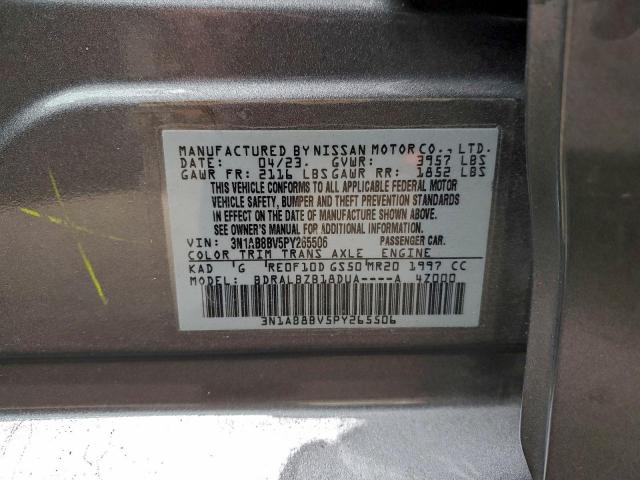 MANUFACTURED BY NISSAN MOTOR CO., LTD.
DATE: 04/23. GVWR: 3957 LBS
GAWR FR: 2116 LBS GAWR RR: 1852 LBS
THIS VEHICLE CONFORMS TO ALL APPLICABLE FEDERAL MOTOR
VEHICLE SAFETY, BUMPER AND THEFT PREVENTION STANDARDS
IN EFFECT ON THE DATE OF MANUFACTURE SHOWN ABOVE.
SEE OWNER'S MANUAL FOR ADDITIONAL INFORMATION.
VIN: 3N1AB8BV5PY265506 PASSENGER CAR.
COLOR TRIM TRANS AXLE ENGINE
KAD 'G RE0F10D GS50 MR20 1997 CC
MODEL: BDRALBZB18DUA----A 4Z000
3N1AB8BV5PY265506